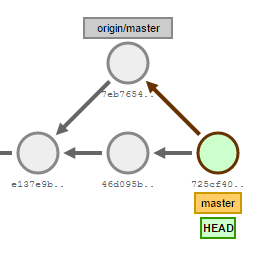 origin/master
7eb7654..
e137e9b..
46d095b..
725cf40..
master
HEAD